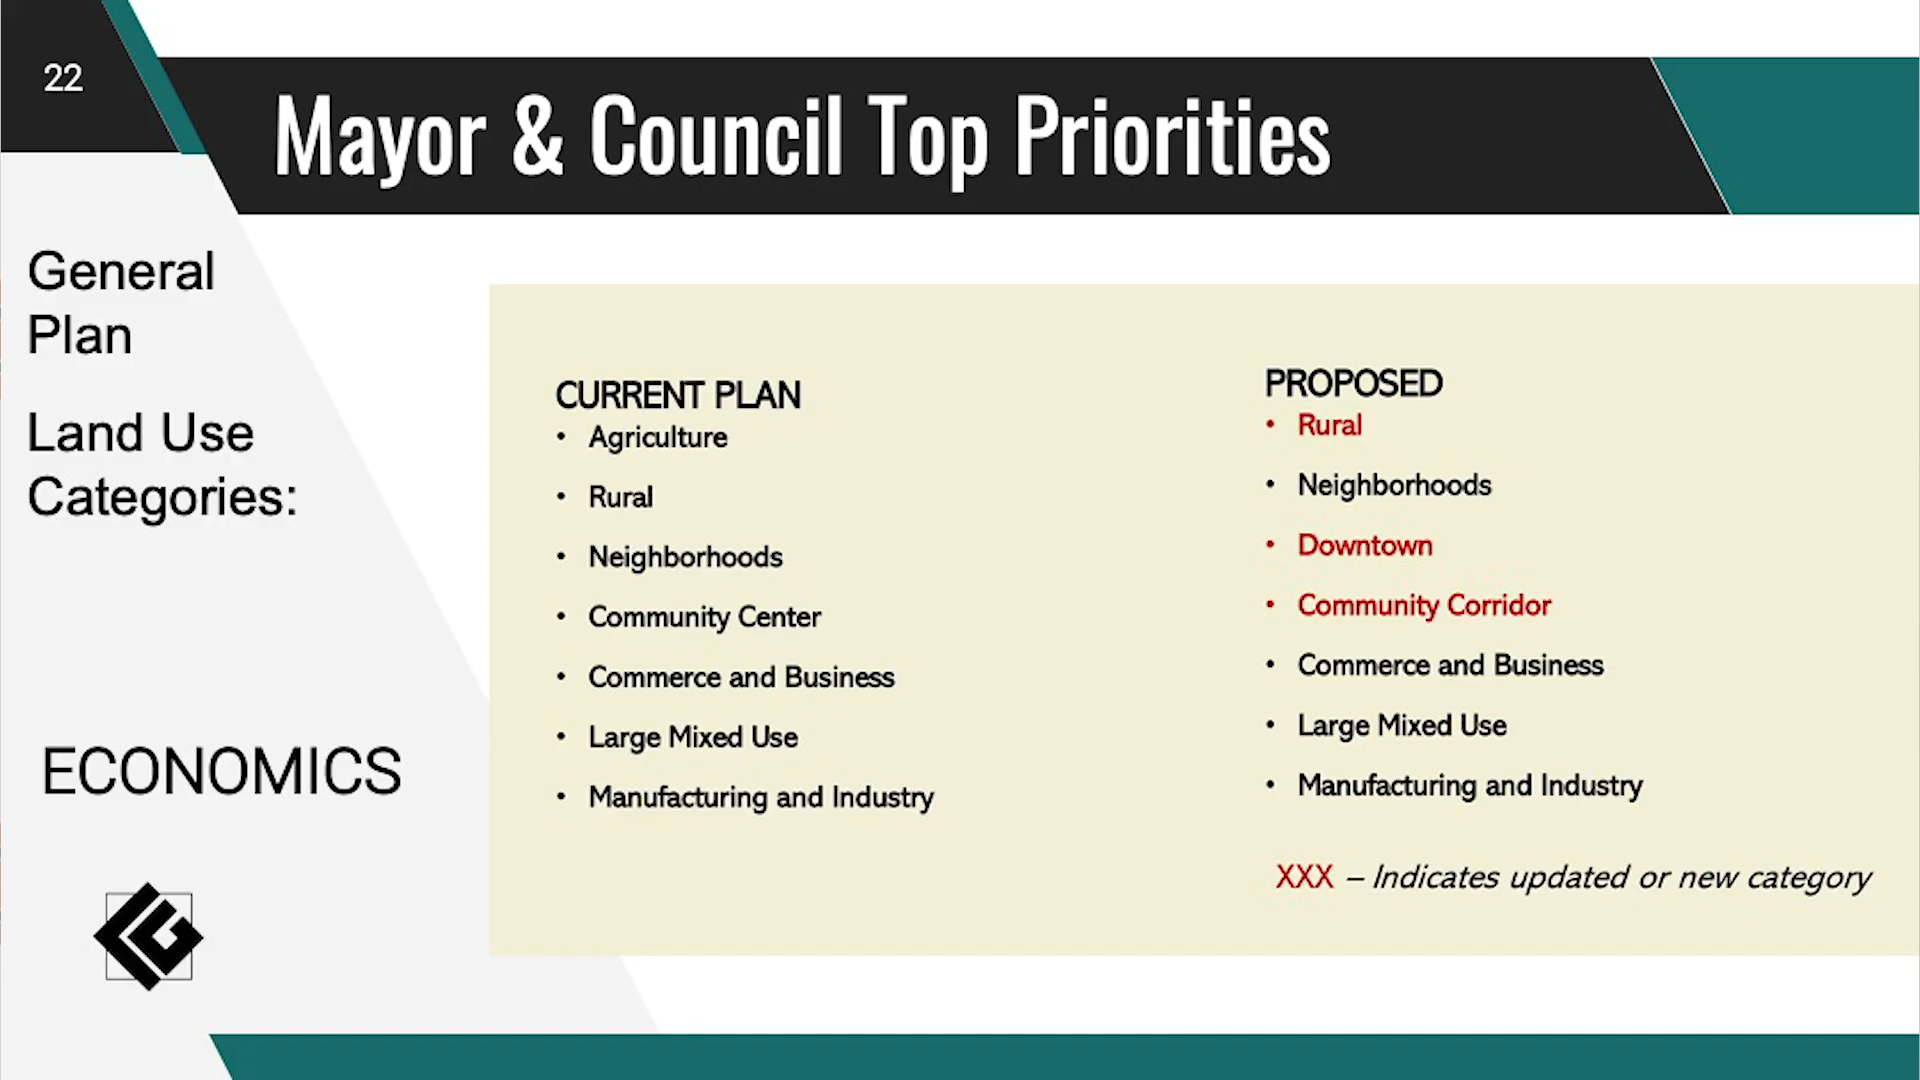 22
Mayor & Council Top Priorities
General
Plan
Land Use
Categories:
ECONOMICS
CURRENT PLAN
• Agriculture
• Rural
• Neighborhoods
• Community Center
• Commerce and Business
• Large Mixed Use
• Manufacturing and Industry
PROPOSED
• Rural
• Neighborhoods
• Downtown
• Community Corridor
• Commerce and Business
• Large Mixed Use
• Manufacturing and Industry
XXX – Indicates updated or new category